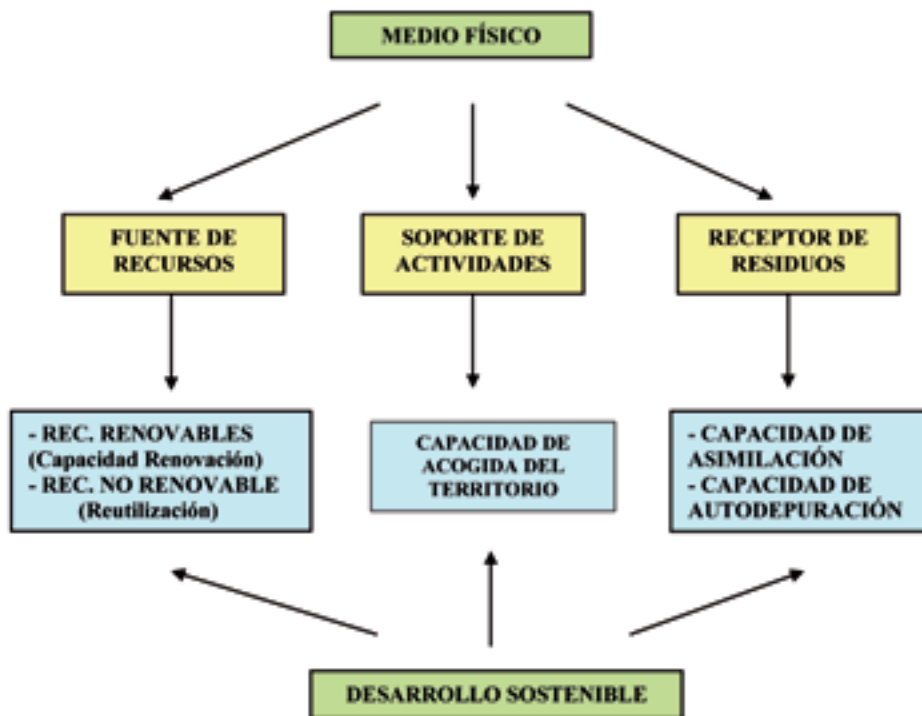 MEDIO FÍSICO
FUENTE DE
RECURSOS
SOPORTE DE
ACTIVIDADES
RECEPTOR DE
RESIDUOS
- REC. RENOVABLES
(Capacidad Renovación)
- REC. NO RENOVABLE
(Reutilización)
CAPACIDAD DE
ACOGIDA DEL
TERRITORIO
- CAPACIDAD DE
ASIMILACIÓN
- CAPACIDAD DE
AUTODEPURACIÓN
DESARROLLO SOSTENIBLE